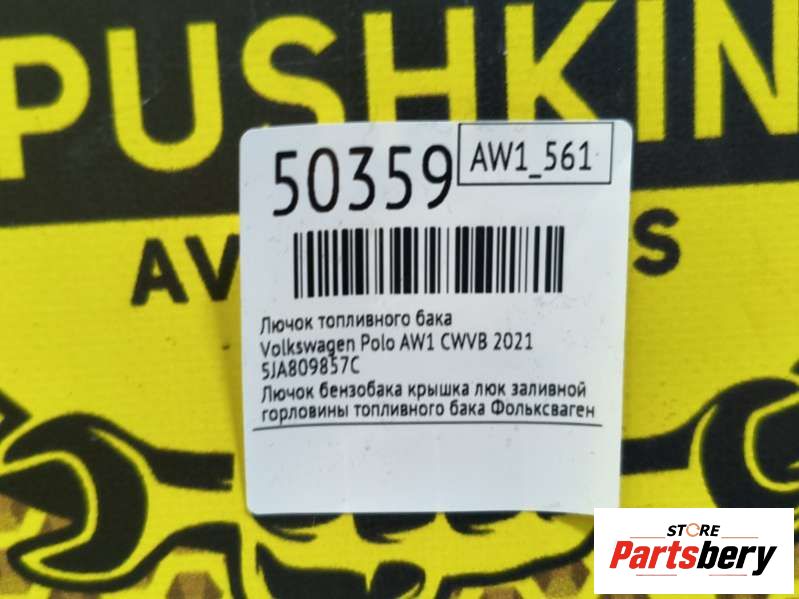 PUSHKIN
50359
AW1_561
AV S
Лючок топливного бака
Volkswagen Polo AW1 CWVB 2021
5JA809857C
Лючок бензобака крышка люк заливной
горловины топливного бака Фольксваген
STORE
Partsbery